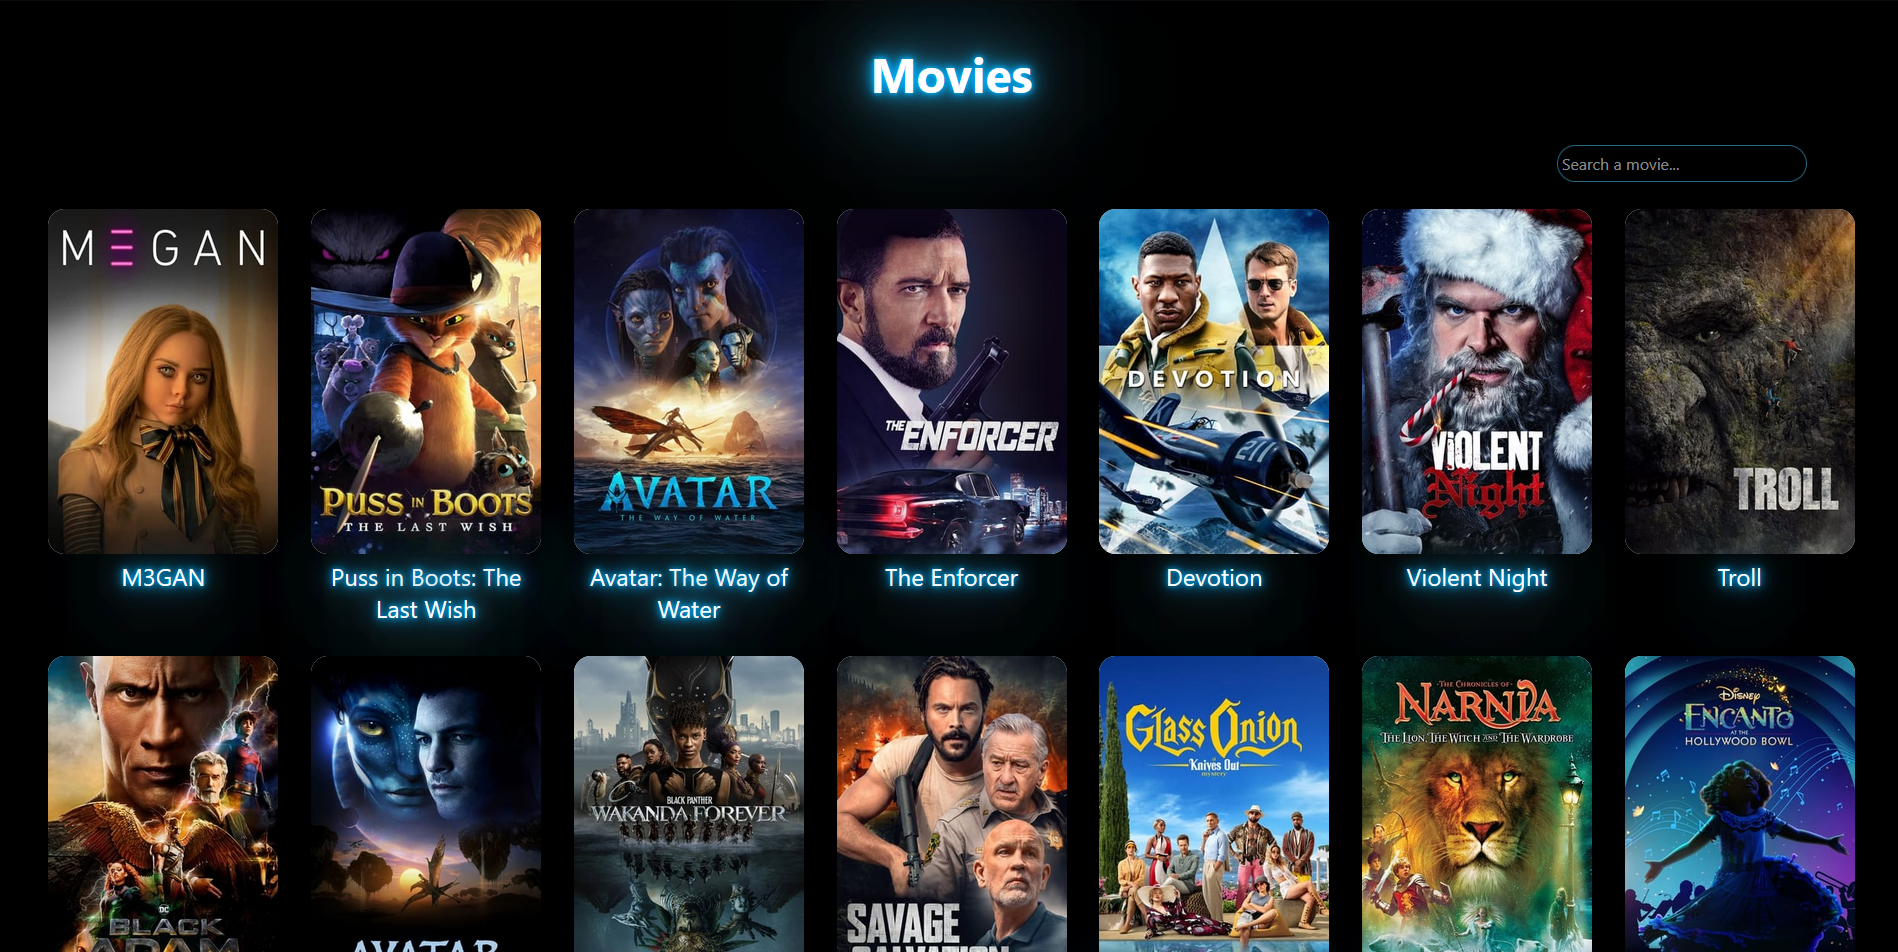 Movies
Search a movie...
M3GAN
PUSS IN BOOTS
THE LAST WISH
AVATAR
THE WAY OF WATER
THE
ENFORCER
DEVOTION
211
VIOLENT
Night
TROLL
M3GAN
Puss in Boots: The
Last Wish
Avatar: The Way of
Water
The Enforcer
Devotion
Violent Night
Troll
DC
BLACK
ADAM
AVATAR
BLACK PANTHER
WAKANDA FOREVER
SAVAGE
SALVATION
GLASS ONION
A
Knives Out
mystery
·THE CHRONICLES OF·
NARNIA
THE LION, THE WITCH AND THE WARDROBE
Disney
ENCANTO
AT THE
HOLLYWOOD BOWL